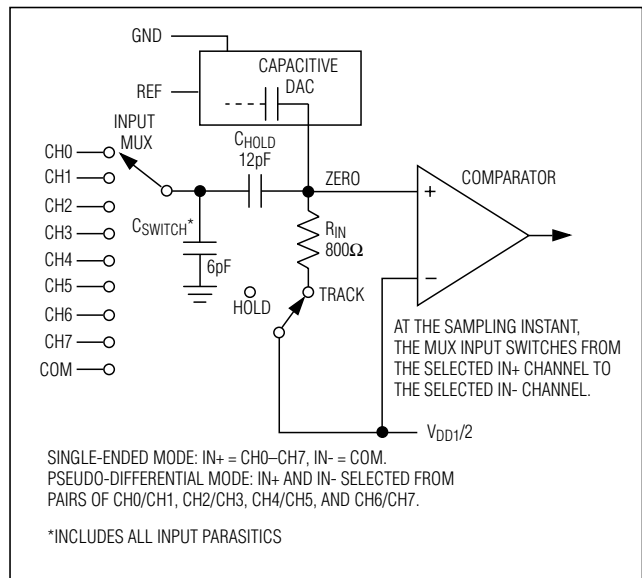 GND
CAPACITIVE
DAC
REF
INPUT
MUX
CHOLD
12pF
CH0
CH1
ZERO
COMPARATOR
+
CH2
CSWITCH*
RIN
800Ω
CH3
CH4
6pF
−
CH5
HOLD
TRACK
CH6
CH7
COM
AT THE SAMPLING INSTANT,
THE MUX INPUT SWITCHES FROM
THE SELECTED IN+ CHANNEL TO
THE SELECTED IN- CHANNEL.
VDD1/2
SINGLE-ENDED MODE: IN+ = CH0–CH7, IN- = COM.
PSEUDO-DIFFERENTIAL MODE: IN+ AND IN- SELECTED FROM
PAIRS OF CH0/CH1, CH2/CH3, CH4/CH5, AND CH6/CH7.
*INCLUDES ALL INPUT PARASITICS